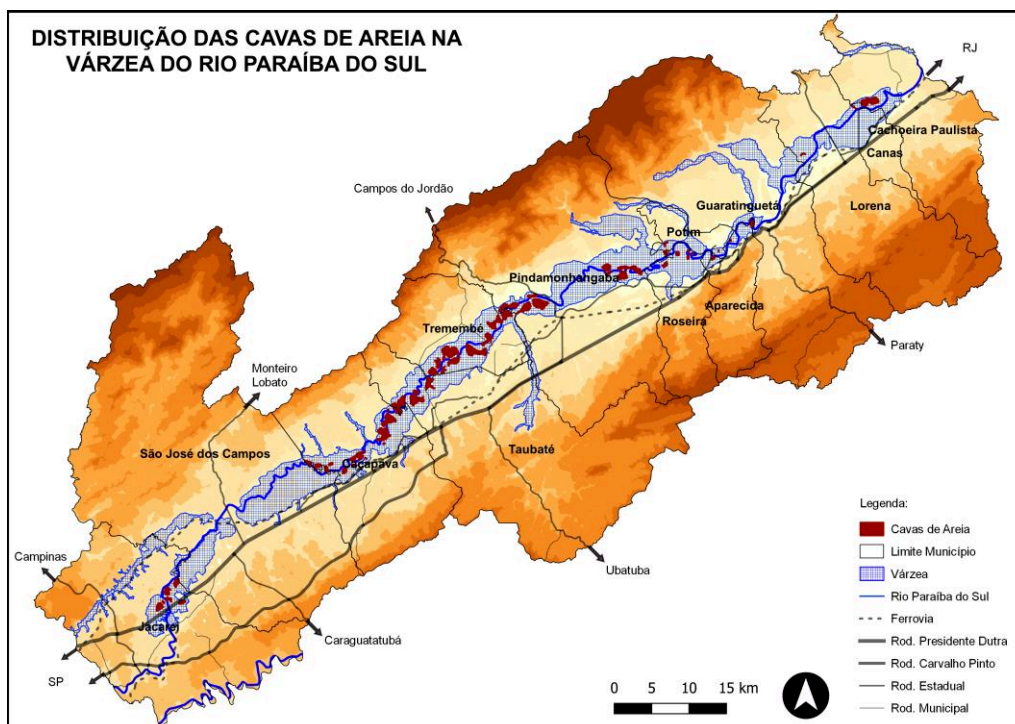 DISTRIBUIÇÃO DAS CAVAS DE AREIA NA
VÁRZEA DO RIO PARAÍBA DO SUL
RJ
Cachoeira Paulista
Canas
Campos do Jordão
Guaratinguetá
Lorena
Potim
Pindamonhangaba
Aparecida
Roseira
Tremembé
Paraty
Monteiro
Lobato
São José dos Campos
Caçapava
Taubaté
Campinas
Ubatuba
Jacareí
Caraguatatubá
SP
Legenda:
Cavas de Areia
Limite Município
Várzea
Rio Paraíba do Sul
Ferrovia
Rod. Presidente Dutra
Rod. Carvalho Pinto
Rod. Estadual
Rod. Municipal
0 5 10 15 km